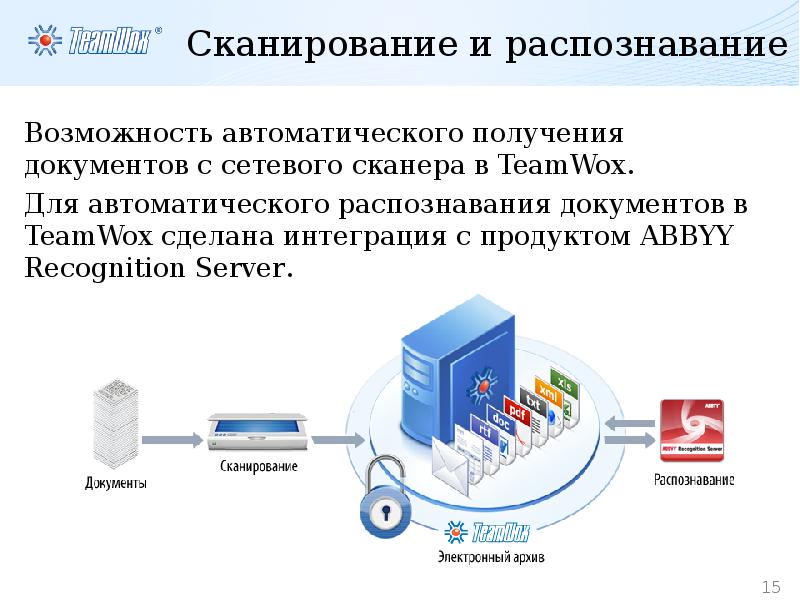 TeamWox®
Сканирование и распознавание
Возможность автоматического получения
документов с сетевого сканера в TeamWox.
Для автоматического распознавания документов в
TeamWox сделана интеграция с продуктом ABBYY
Recognition Server.
xls
xml
txt
pdf
doc
rtf
ABBYY
ABBYY Recognition Server
Документы
Сканирование
Распознавание
TeamWox
Электронный архив
15